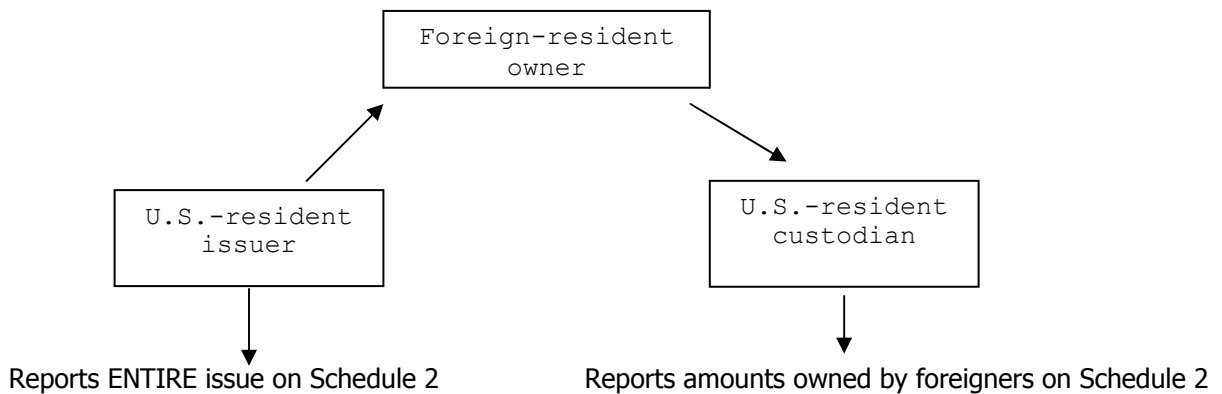 Foreign-resident
owner
U.S.-resident
issuer
U.S.-resident
custodian
Reports ENTIRE issue on Schedule 2
Reports amounts owned by foreigners on Schedule 2